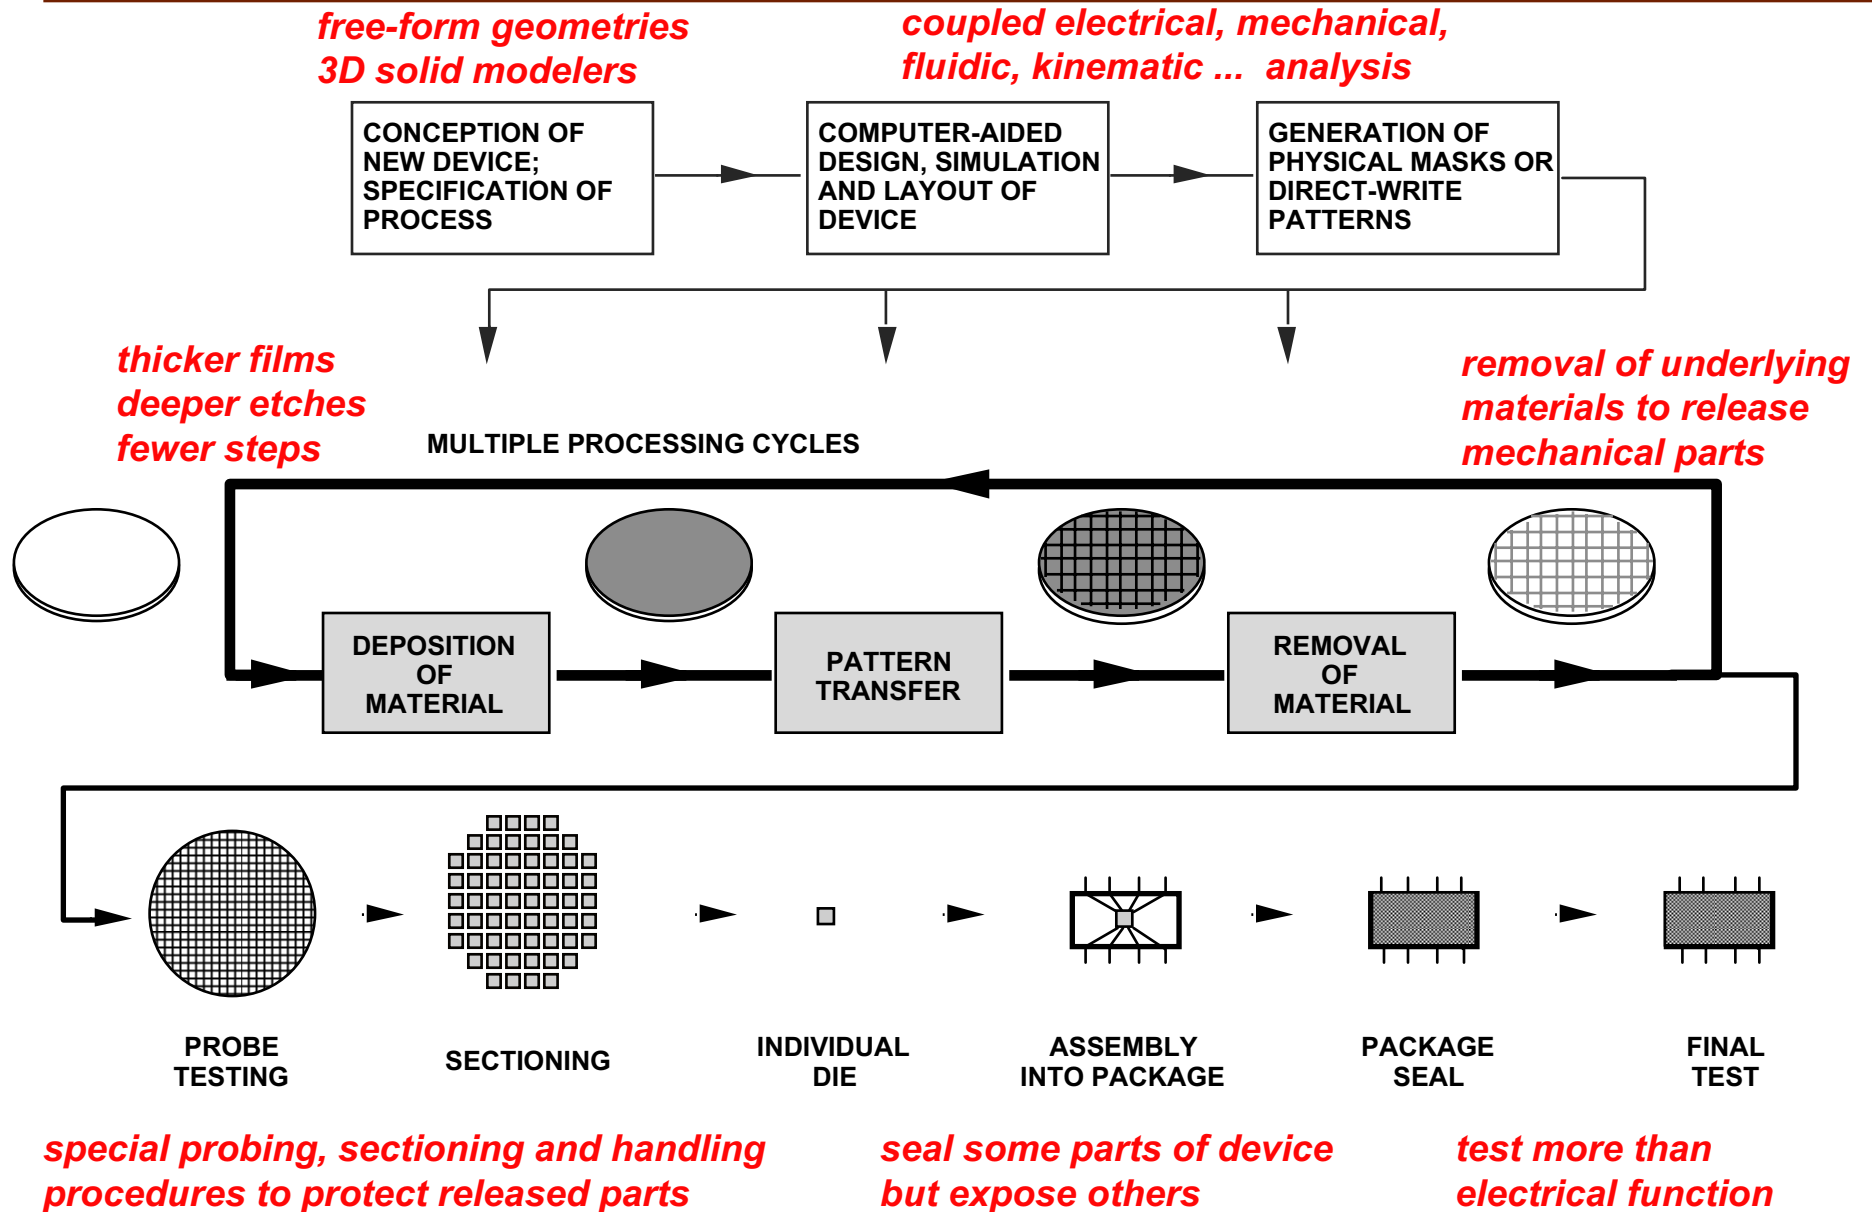 free-form geometries
3D solid modelers
coupled electrical, mechanical,
fluidic, kinematic ... analysis
CONCEPTION OF
NEW DEVICE;
SPECIFICATION OF
PROCESS
COMPUTER-AIDED
DESIGN, SIMULATION
AND LAYOUT OF
DEVICE
GENERATION OF
PHYSICAL MASKS OR
DIRECT-WRITE
PATTERNS
thicker films
deeper etches
fewer steps
MULTIPLE PROCESSING CYCLES
removal of underlying
materials to release
mechanical parts
DEPOSITION
OF
MATERIAL
PATTERN
TRANSFER
REMOVAL
OF
MATERIAL
PROBE
TESTING
SECTIONING
INDIVIDUAL
DIE
ASSEMBLY
INTO PACKAGE
PACKAGE
SEAL
FINAL
TEST
special probing, sectioning and handling
procedures to protect released parts
seal some parts of device
but expose others
test more than
electrical function